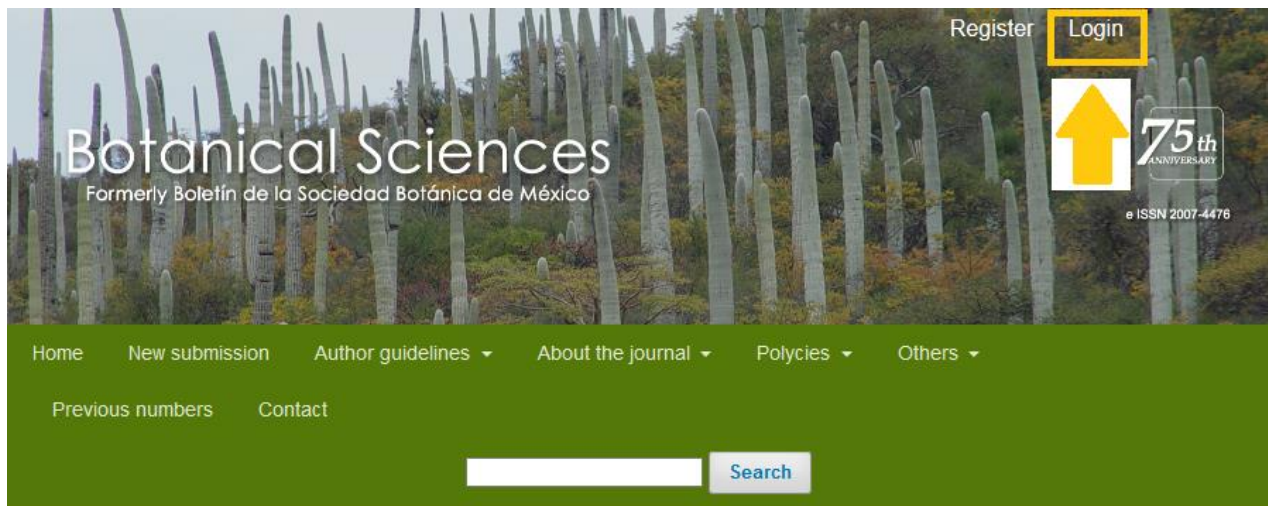 Register Login
Botanical Sciences
Formerly Boletín de la Sociedad Botánica de México
75th
ANNIVERSARY
e ISSN 2007-4476
Home New submission Author guidelines About the journal Polycies Others
Previous numbers Contact
Search